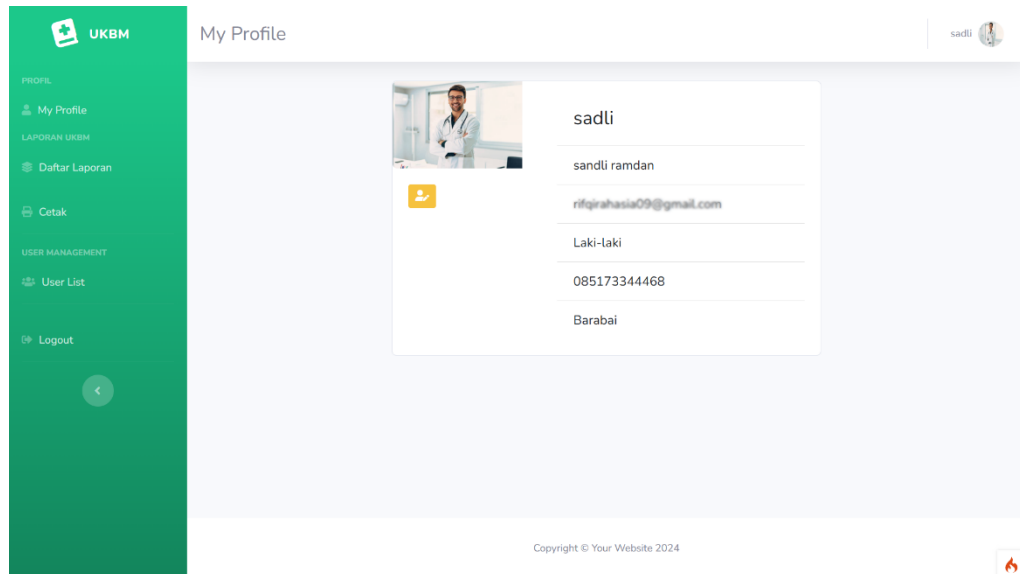 UKBM
My Profile
sadli
PROFIL
My Profile
LAPORAN UKBM
Daftar Laporan
Cetak
USER MANAGEMENT
User List
Logout
sadli
sandli ramdan
Laki-laki
085173344468
Barabai
Copyright © Your Website 2024